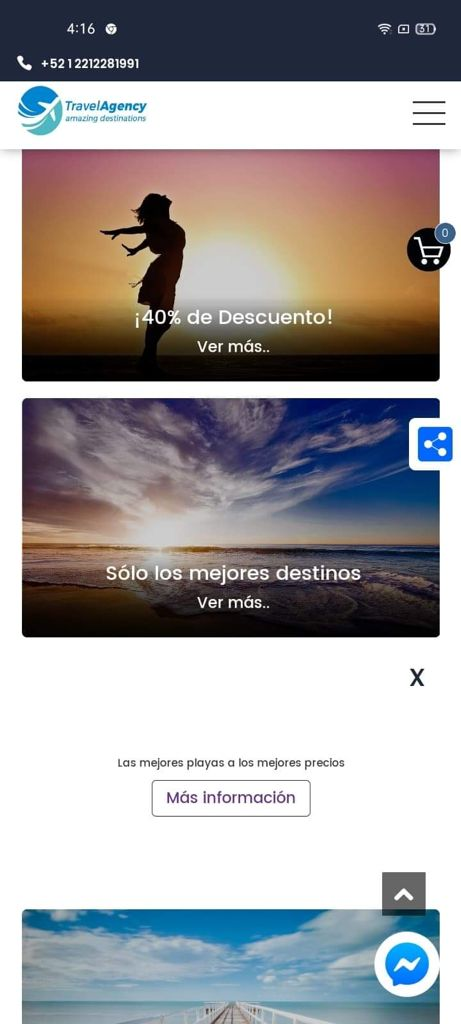 4:16
31
+52 1 2212281991
TravelAgency
amazing destinations
0
¡40% de Descuento!
Ver más..
Sólo los mejores destinos
Ver más..
X
Las mejores playas a los mejores precios
Más información